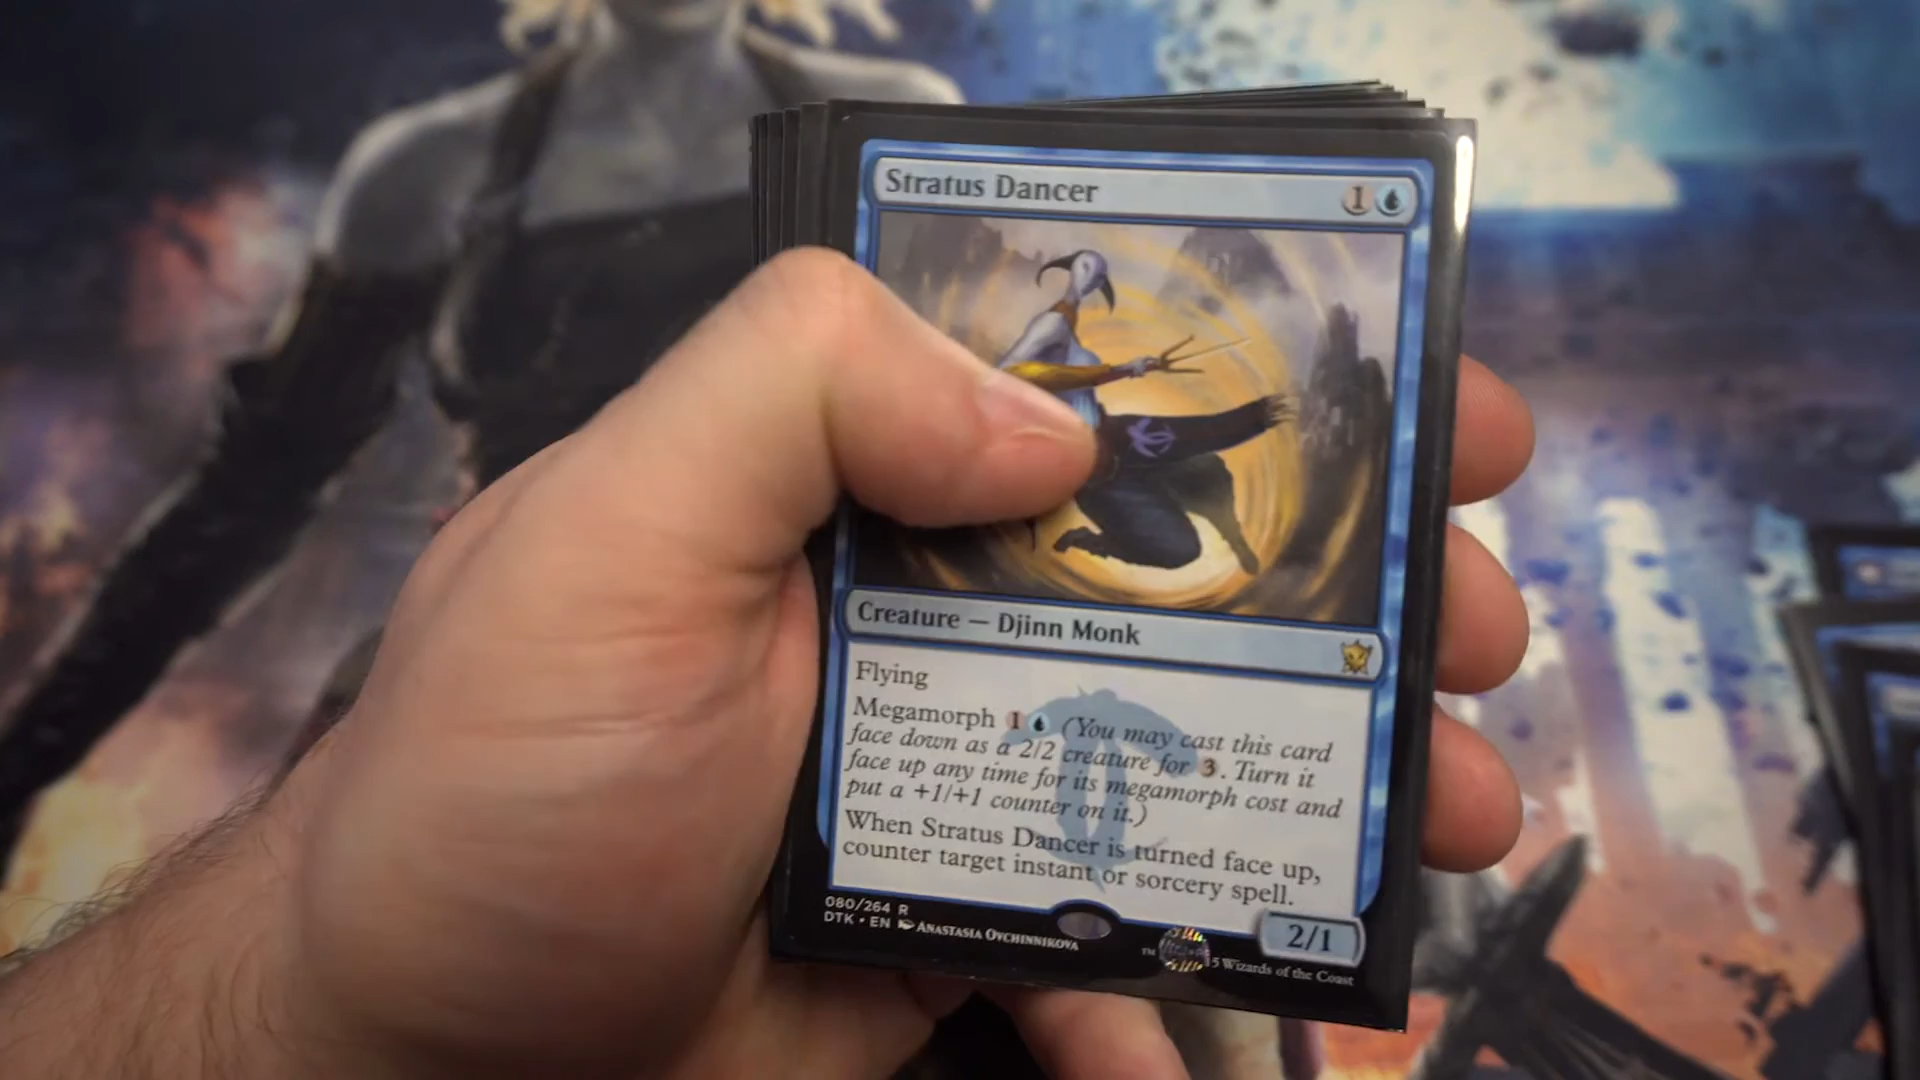 Stratus Dancer 1
Creature — Djinn Monk
Flying
Megamorph 1 (You may cast this card
face down as a 2/2 creature for 3. Turn it
face up any time for its megamorph cost and
put a +1/+1 counter on it.)
When Stratus Dancer is turned face up,
counter target instant or sorcery spell.
2/1
080/264 R
DTK • EN ANASTASIA OVCHINNIKOVA
™ 5 Wizards of the Coast